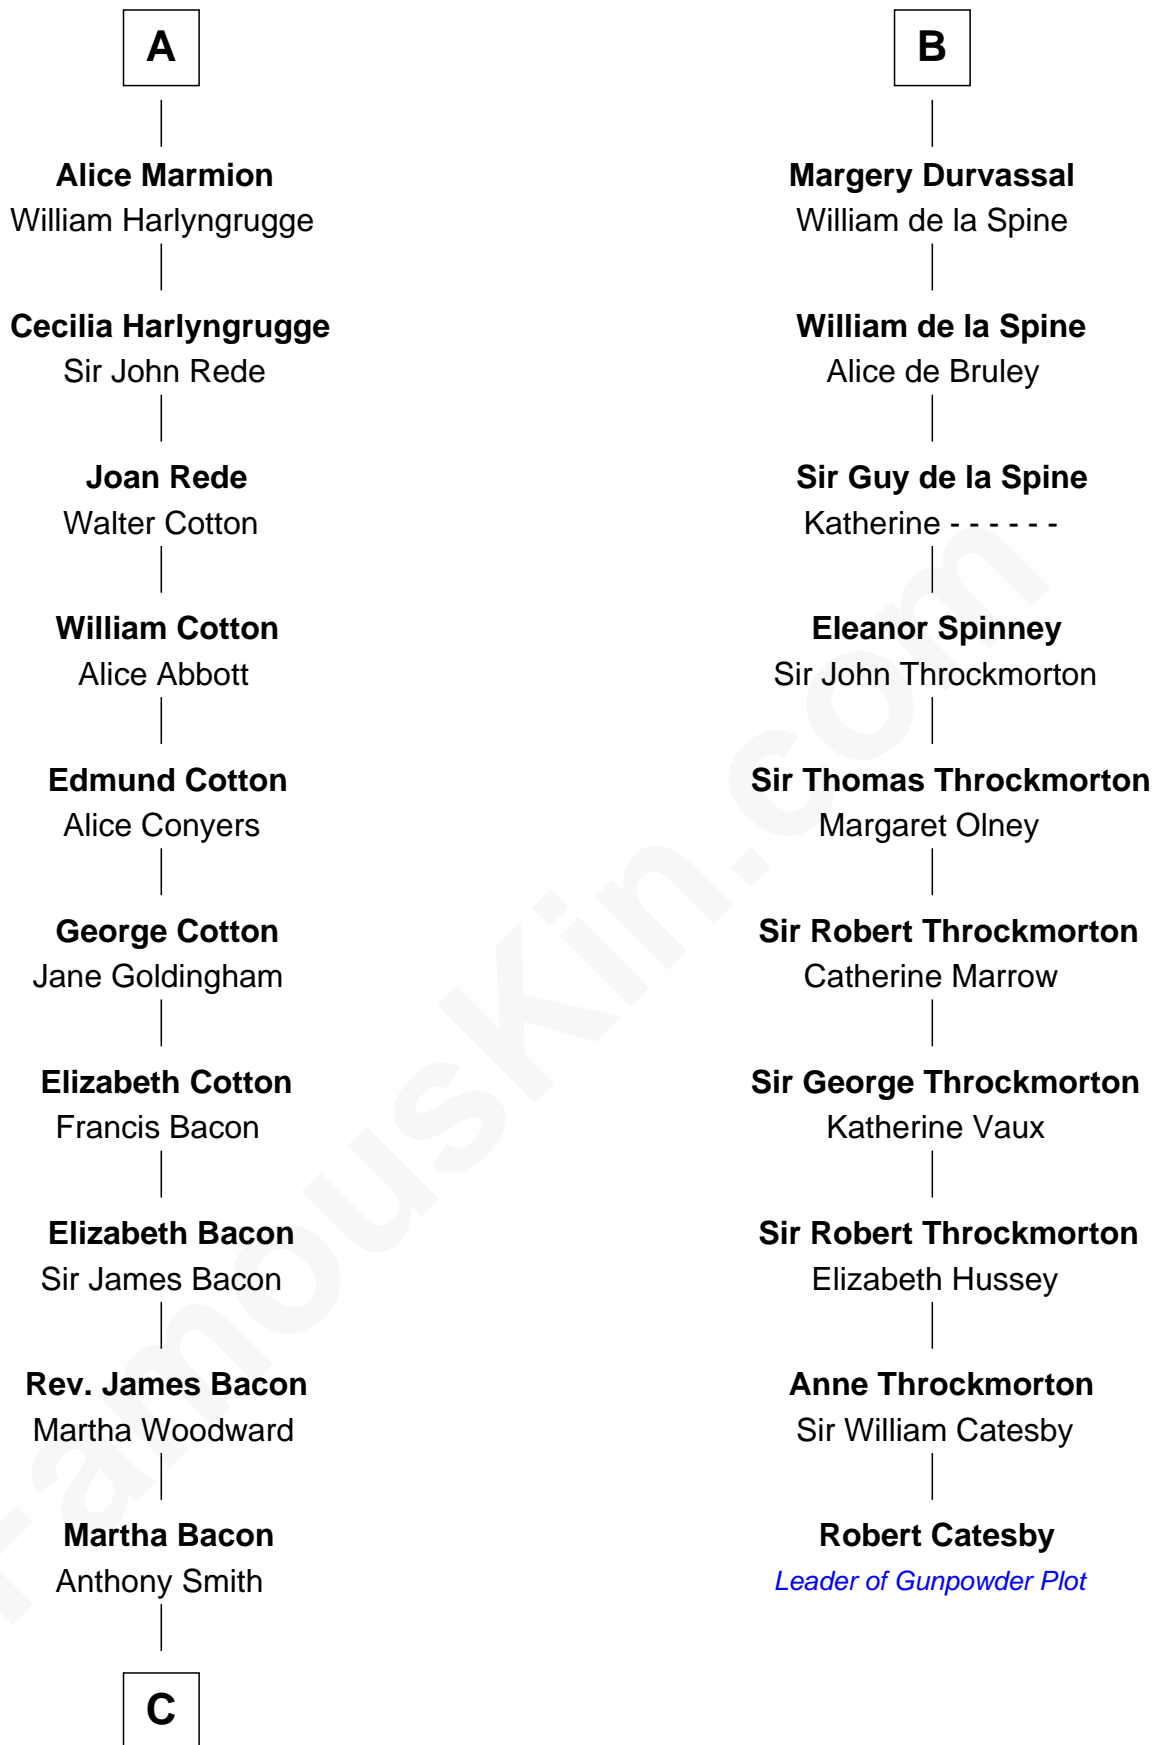 A
Alice Marmion
William Harlyngrugge
Cecilia Harlyngrugge
Sir John Rede
Joan Rede
Walter Cotton
William Cotton
Alice Abbott
Edmund Cotton
Alice Conyers
George Cotton
Jane Goldingham
Elizabeth Cotton
Francis Bacon
Elizabeth Bacon
Sir James Bacon
Rev. James Bacon
Martha Woodward
Martha Bacon
Anthony Smith
C
B
Margery Durvassal
William de la Spine
William de la Spine
Alice de Bruley
Sir Guy de la Spine
Katherine - - - - - -
Eleanor Spinney
Sir John Throckmorton
Sir Thomas Throckmorton
Margaret Olney
Sir Robert Throckmorton
Catherine Marrow
Sir George Throckmorton
Katherine Vaux
Sir Robert Throckmorton
Elizabeth Hussey
Anne Throckmorton
Sir William Catesby
Robert Catesby
Leader of Gunpowder Plot
FamousKin.com